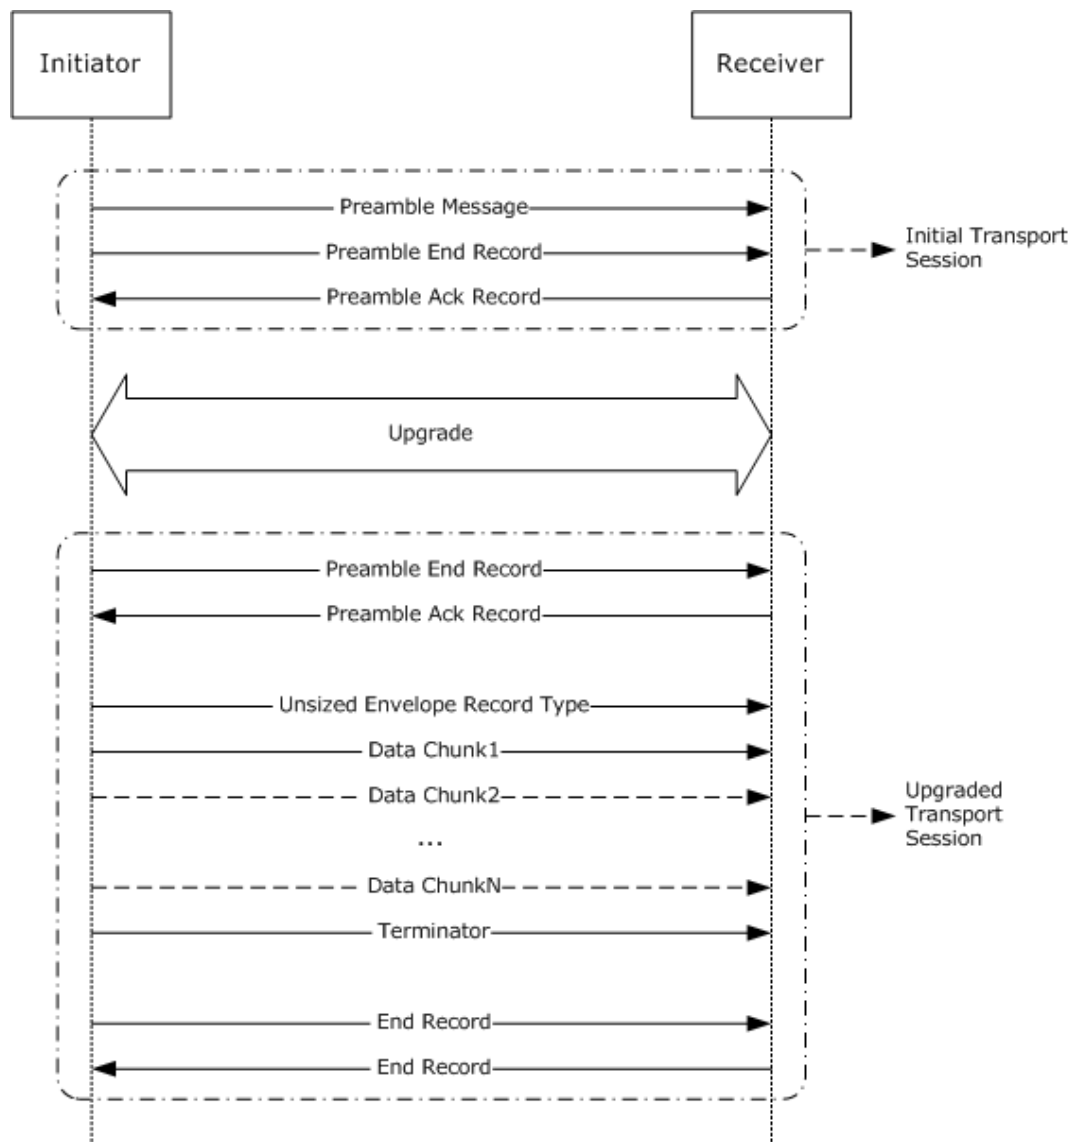 Initiator
Receiver
Preamble Message
Preamble End Record
Preamble Ack Record
Initial Transport
Session
Upgrade
Preamble End Record
Preamble Ack Record
Unsized Envelope Record Type
Data Chunk1
Data Chunk2
...
Data ChunkN
Terminator
Upgraded
Transport
Session
End Record
End Record